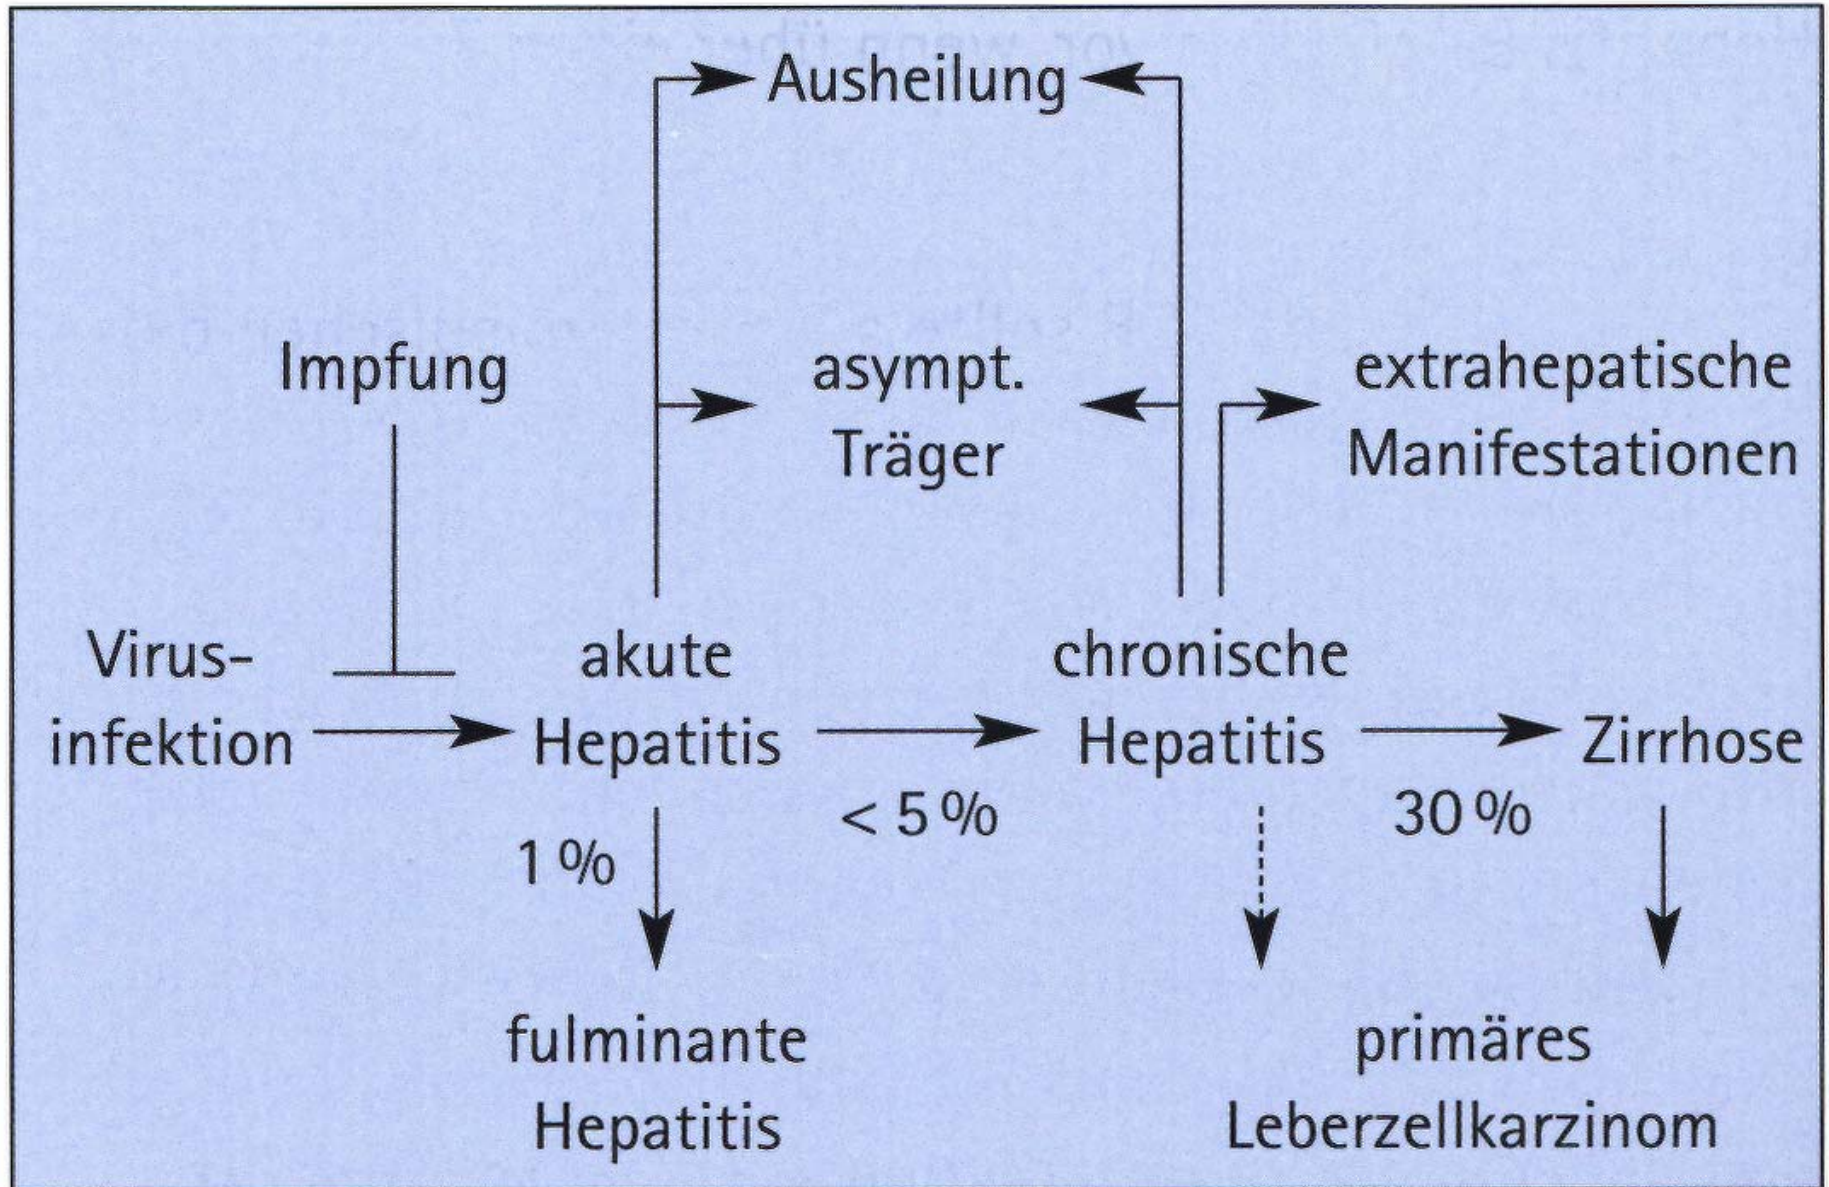 Ausheilung
Impfung
asympt.
Träger
extrahepatische
Manifestationen
Virus-
infektion
akute
Hepatitis
chronische
Hepatitis
Zirrhose
< 5 %
30 %
1 %
fulminante
Hepatitis
primäres
Leberzellkarzinom